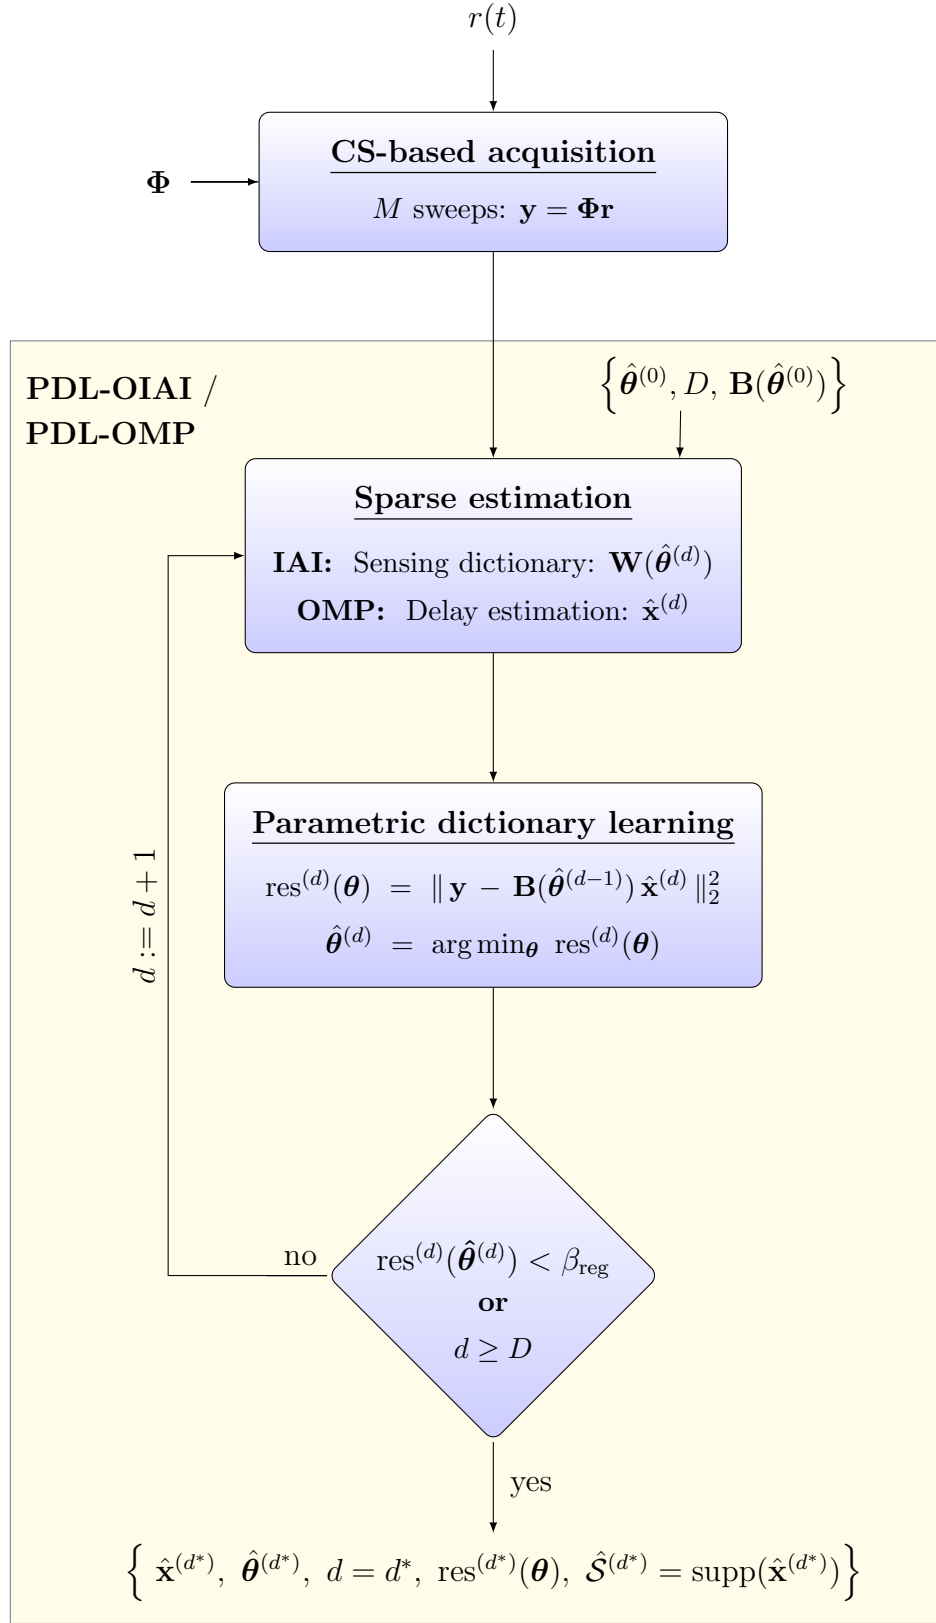 r(t)
CS-based acquisition
Φ
M sweeps: y = Φr
PDL-OIAI /
PDL-OMP
{θ̂^(0), D, B(θ̂^(0))}
Sparse estimation
IAI: Sensing dictionary: W(θ̂^(d))
OMP: Delay estimation: x̂^(d)
Parametric dictionary learning
res^(d)(θ) = ‖ y − B(θ̂^(d−1)) x̂^(d) ‖₂²
θ̂^(d) = arg min_θ res^(d)(θ)
d := d + 1
no
res^(d)(θ̂^(d)) < β_reg
or
d ≥ D
yes
{ x̂^(d*), θ̂^(d*), d = d*, res^(d*)(θ), Ŝ^(d*) = supp(x̂^(d*))}